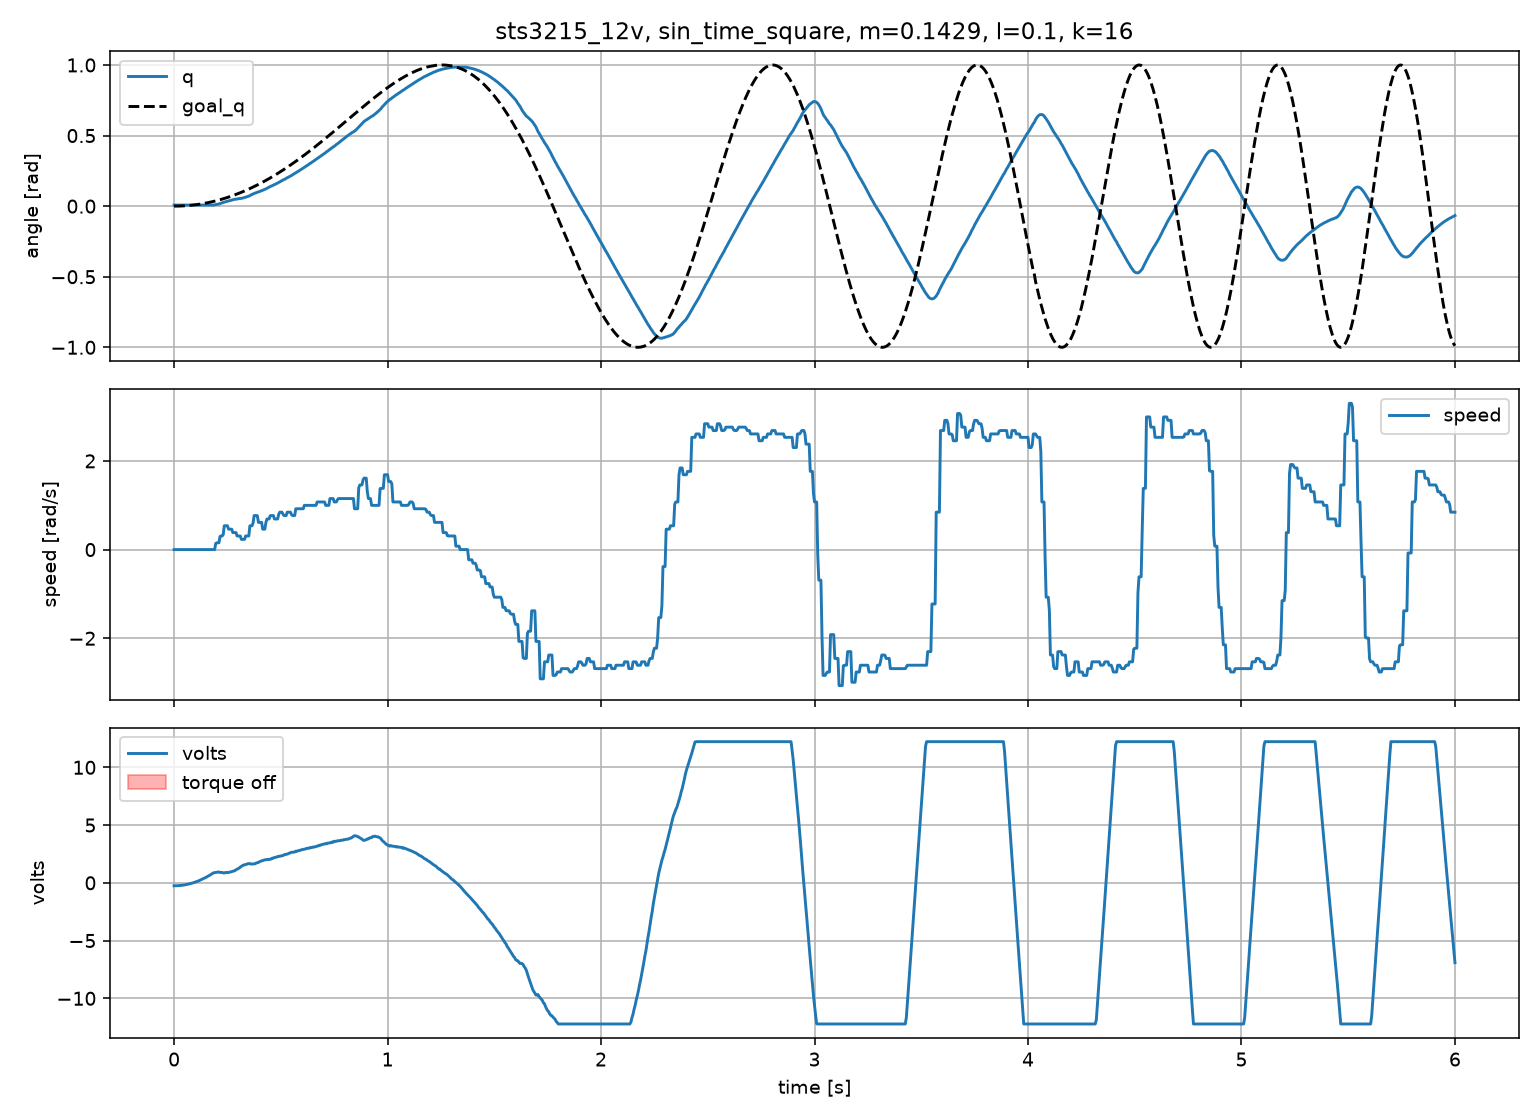 sts3215_12v, sin_time_square, m=0.1429, l=0.1, k=16
angle [rad]
1.0
0.5
0.0
−0.5
−1.0
q
goal_q
speed [rad/s]
2
0
−2
speed
volts
10
5
0
−5
−10
volts
torque off
0 1 2 3 4 5 6
time [s]